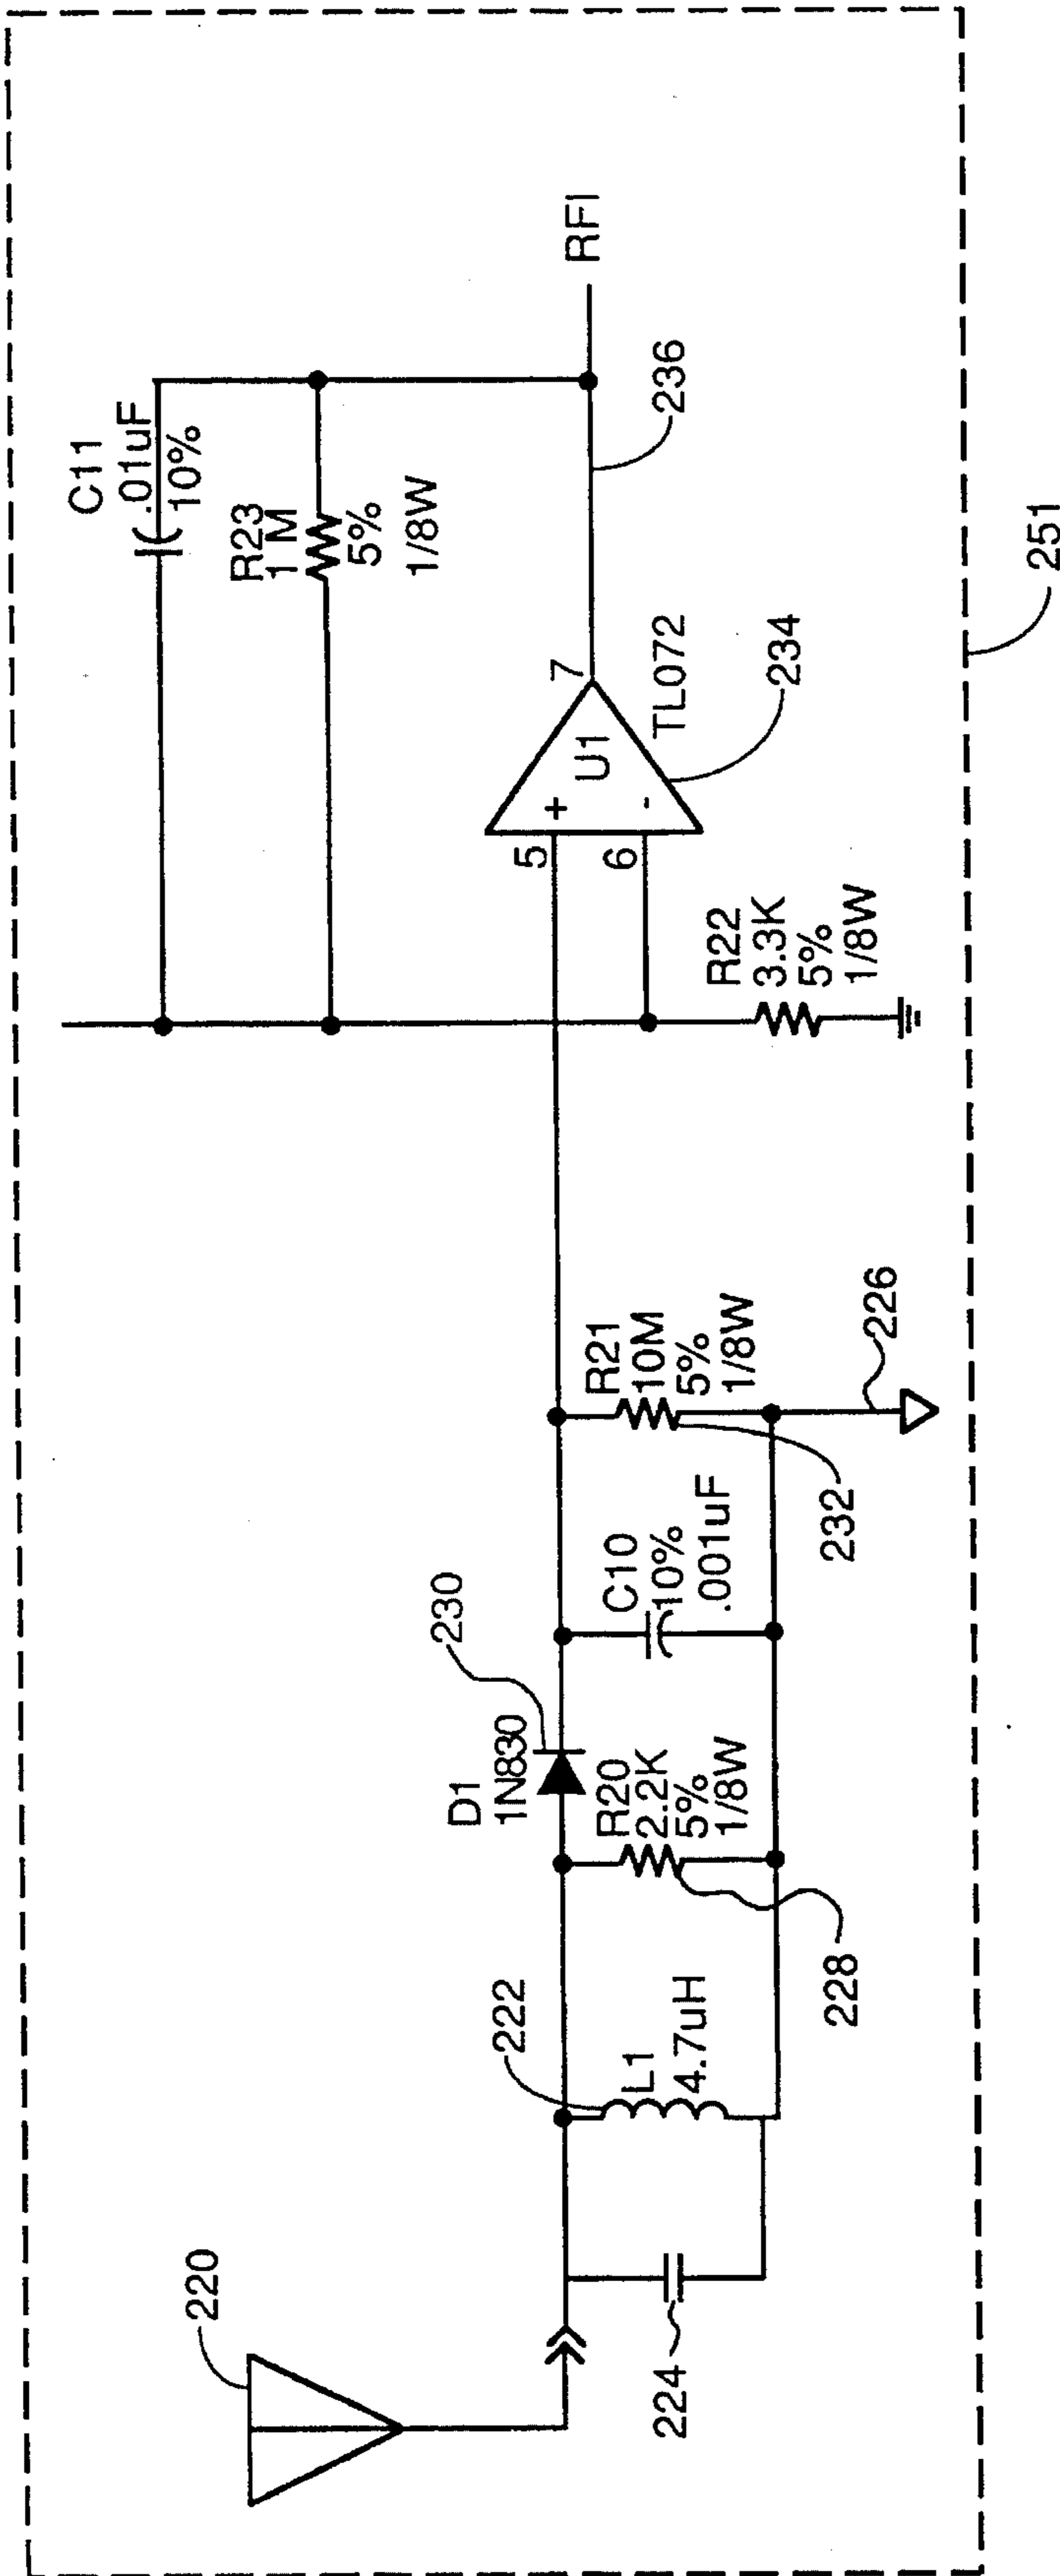 220
224
222
L1
4.7uH
228
R20
2.2K
5%
1/8W
D1
1N830
230
C10
10%
.001uF
R21
10M
5%
1/8W
232
226
C11
.01uF
10%
R23
1 M
5%
1/8W
5
6
+
-
U1
7
TL072
234
R22
3.3K
5%
1/8W
236
RFI
251